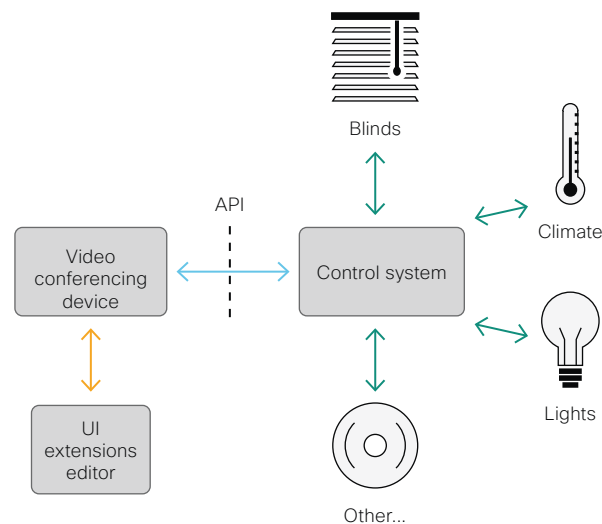 Blinds
API
Climate
Video
conferencing
device
Control system
Lights
UI
extensions
editor
Other...